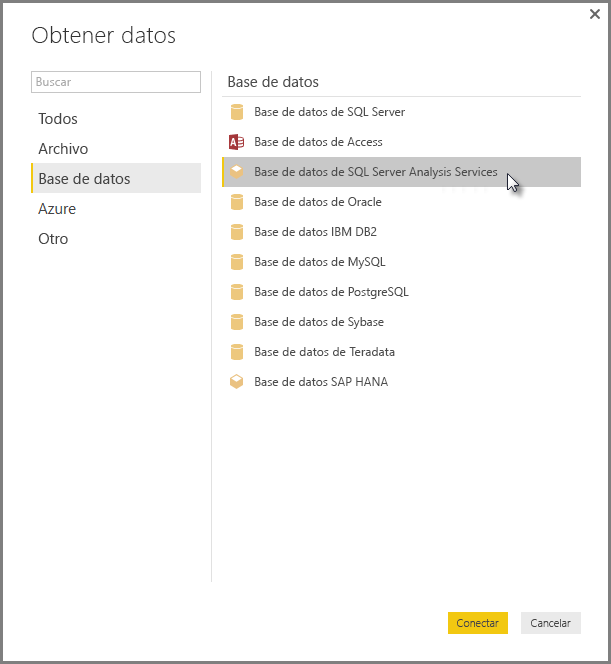 Obtener datos
Buscar
Todos
Archivo
Base de datos
Azure
Otro
Base de datos
Base de datos de SQL Server
A
Base de datos de Access
Base de datos de SQL Server Analysis Services
Base de datos de Oracle
Base de datos IBM DB2
Base de datos de MySQL
Base de datos de PostgreSQL
Base de datos de Sybase
Base de datos de Teradata
Base de datos SAP HANA
Conectar
Cancelar